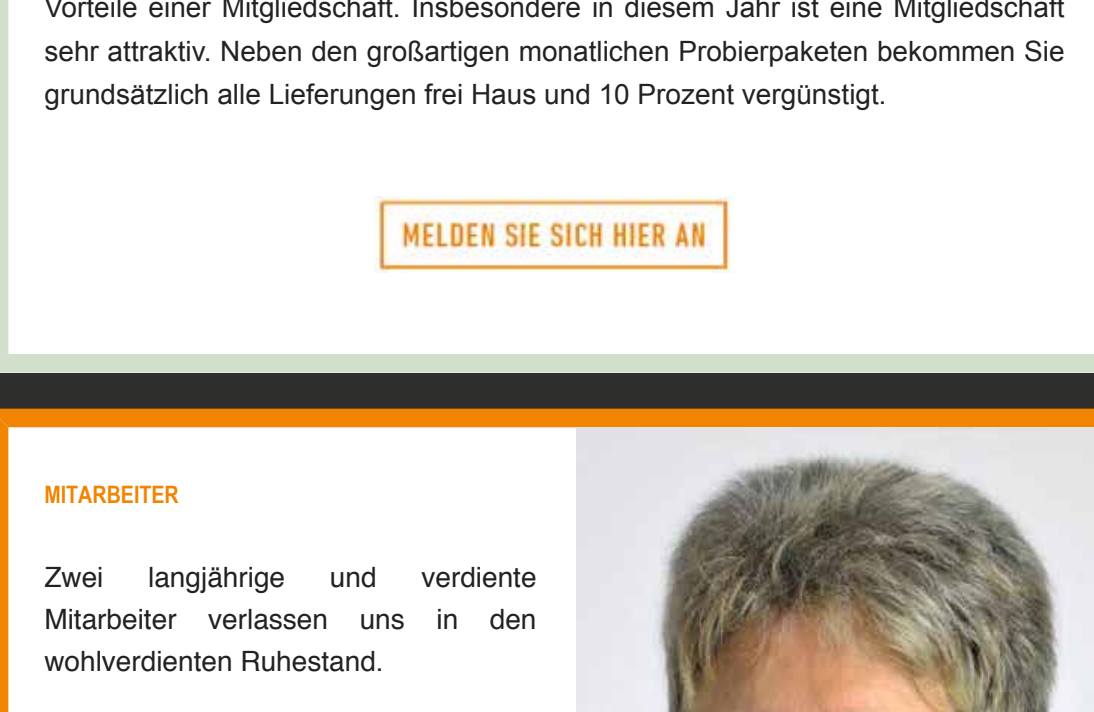 Vorteile einer Mitgliedschaft. Insbesondere in diesem Jahr ist eine Mitgliedschaft
sehr attraktiv. Neben den großartigen monatlichen Probierpaketen bekommen Sie
grundsätzlich alle Lieferungen frei Haus und 10 Prozent vergünstigt.
MELDEN SIE SICH HIER AN
MITARBEITER
Zwei langjährige und verdiente
Mitarbeiter verlassen uns in den
wohlverdienten Ruhestand.